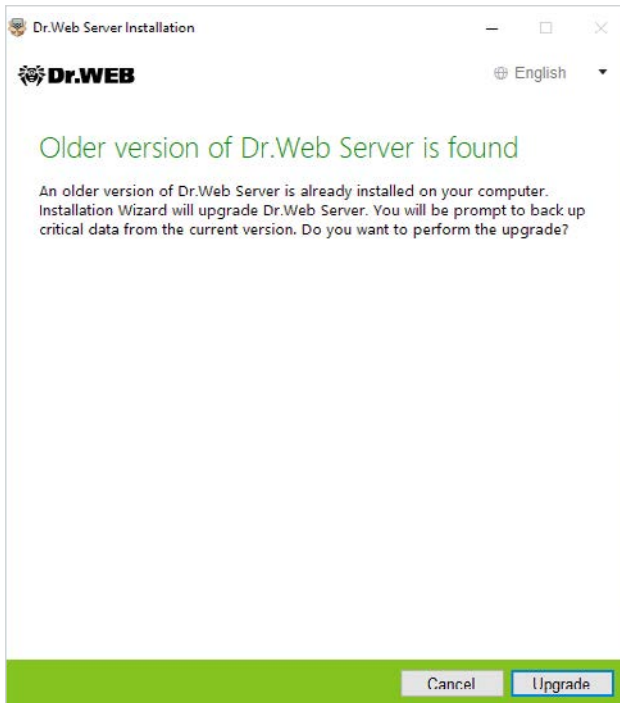 Dr.Web Server Installation
Dr.WEB
English
Older version of Dr.Web Server is found
An older version of Dr.Web Server is already installed on your computer.
Installation Wizard will upgrade Dr.Web Server. You will be prompt to back up
critical data from the current version. Do you want to perform the upgrade?
Cancel
Upgrade